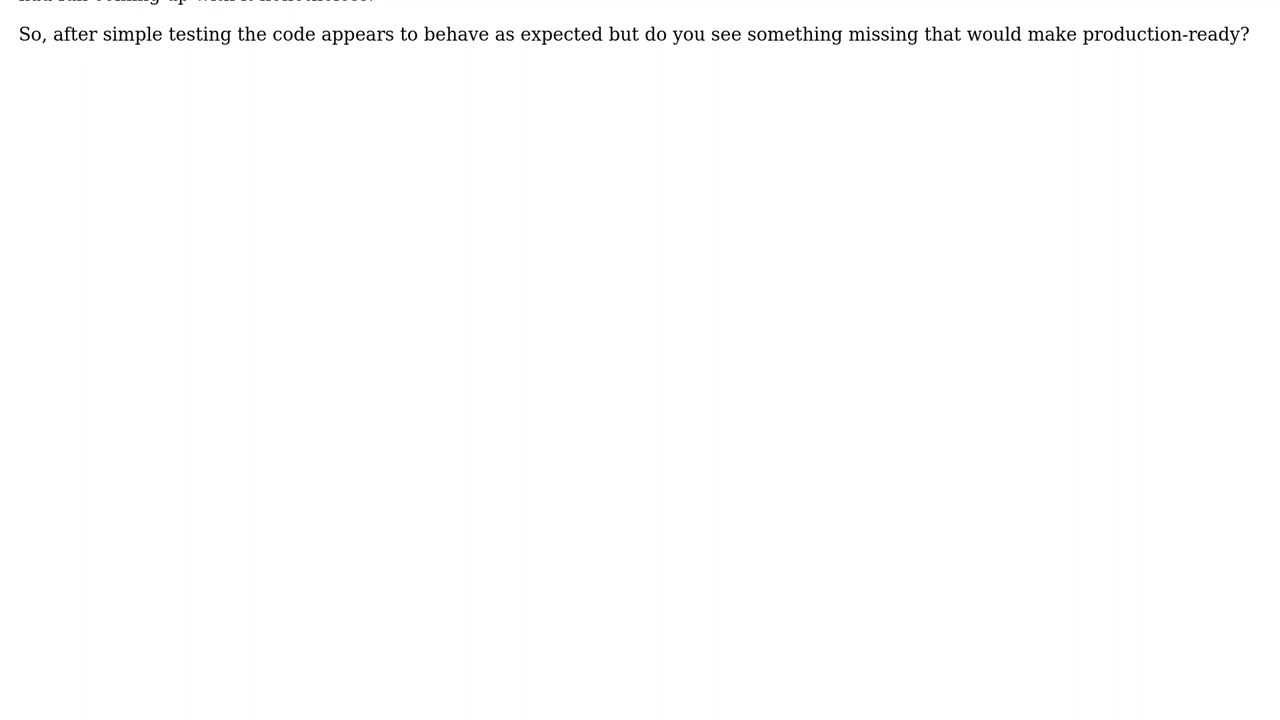 So, after simple testing the code appears to behave as expected but do you see something missing that would make production-ready?